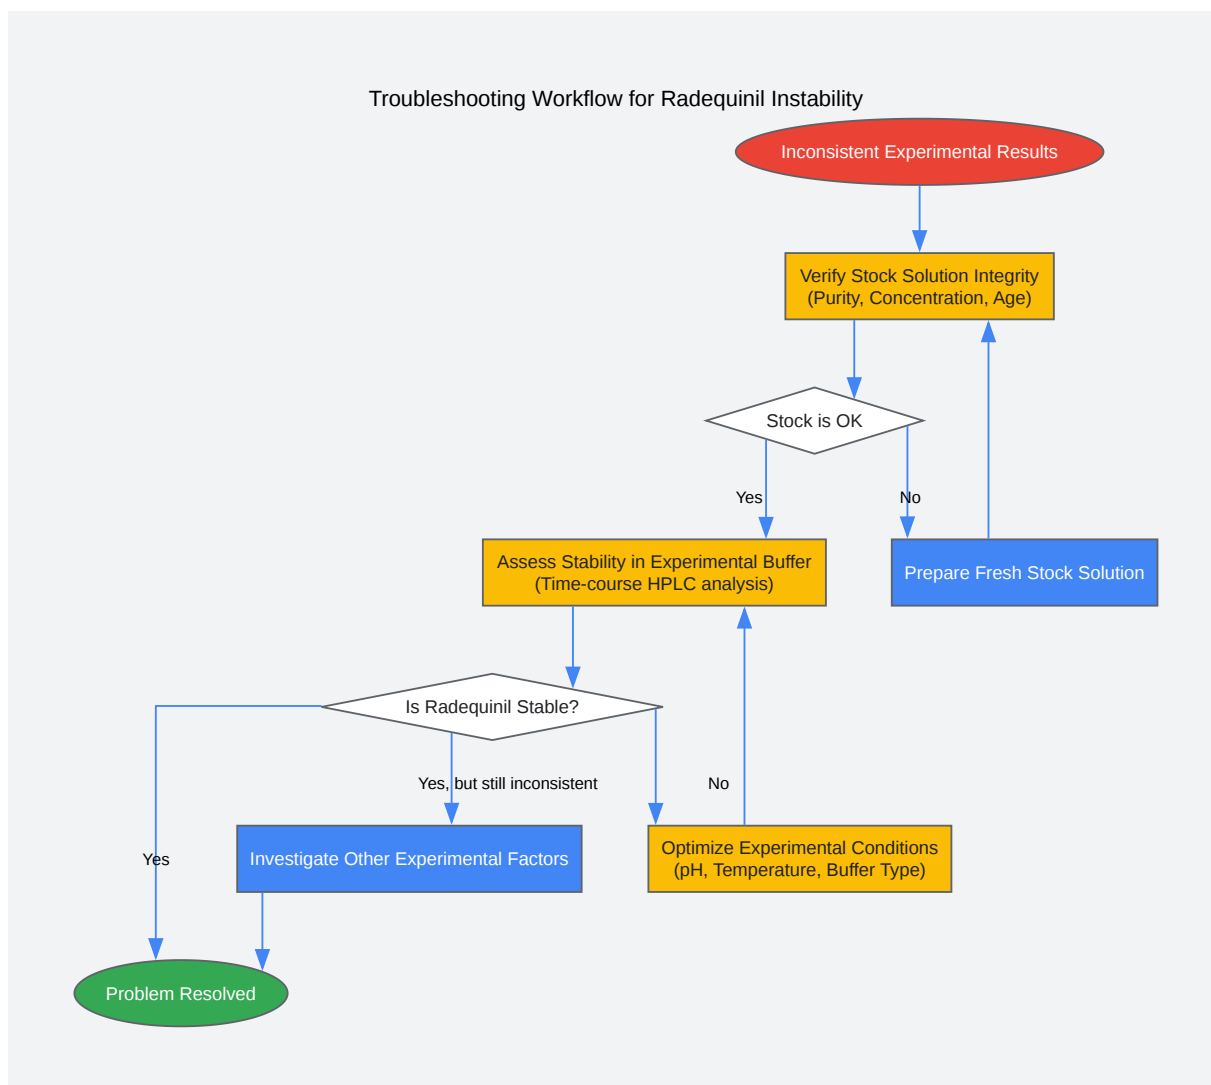 Troubleshooting Workflow for Radequinil Instability
Inconsistent Experimental Results
Verify Stock Solution Integrity
(Purity, Concentration, Age)
Stock is OK
Yes
No
Assess Stability in Experimental Buffer
(Time-course HPLC analysis)
Prepare Fresh Stock Solution
Is Radequinil Stable?
Yes, but still inconsistent
No
Yes
Investigate Other Experimental Factors
Optimize Experimental Conditions
(pH, Temperature, Buffer Type)
Problem Resolved